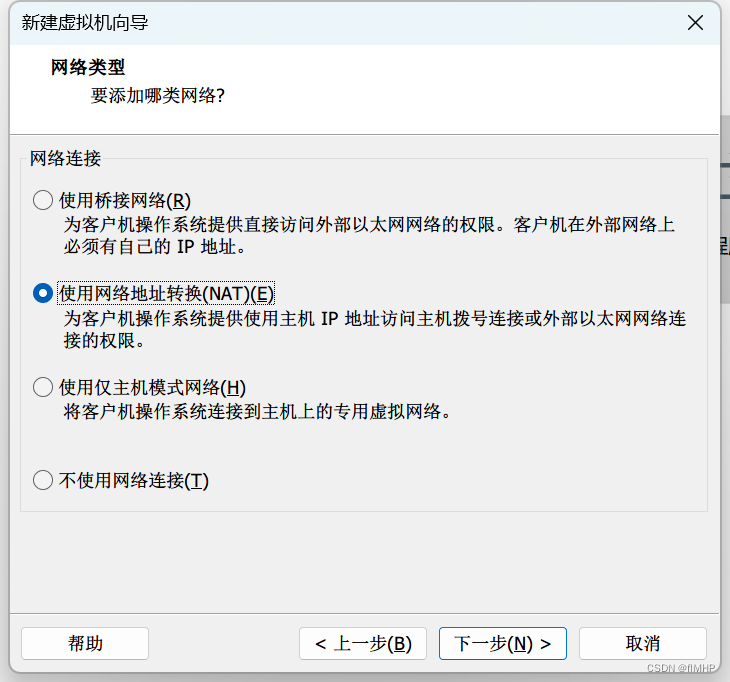 新建虚拟机向导
网络类型
要添加哪类网络?
网络连接
使用桥接网络(R)
为客户机操作系统提供直接访问外部以太网网络的权限。客户机在外部网络上
必须有自己的 IP 地址。
使用网络地址转换(NAT)(E)
为客户机操作系统提供使用主机 IP 地址访问主机拨号连接或外部以太网网络连
接的权限。
使用仅主机模式网络(H)
将客户机操作系统连接到主机上的专用虚拟网络。
不使用网络连接(T)
帮助
< 上一步(B)
下一步(N) >
取消
CSDN @flMHP